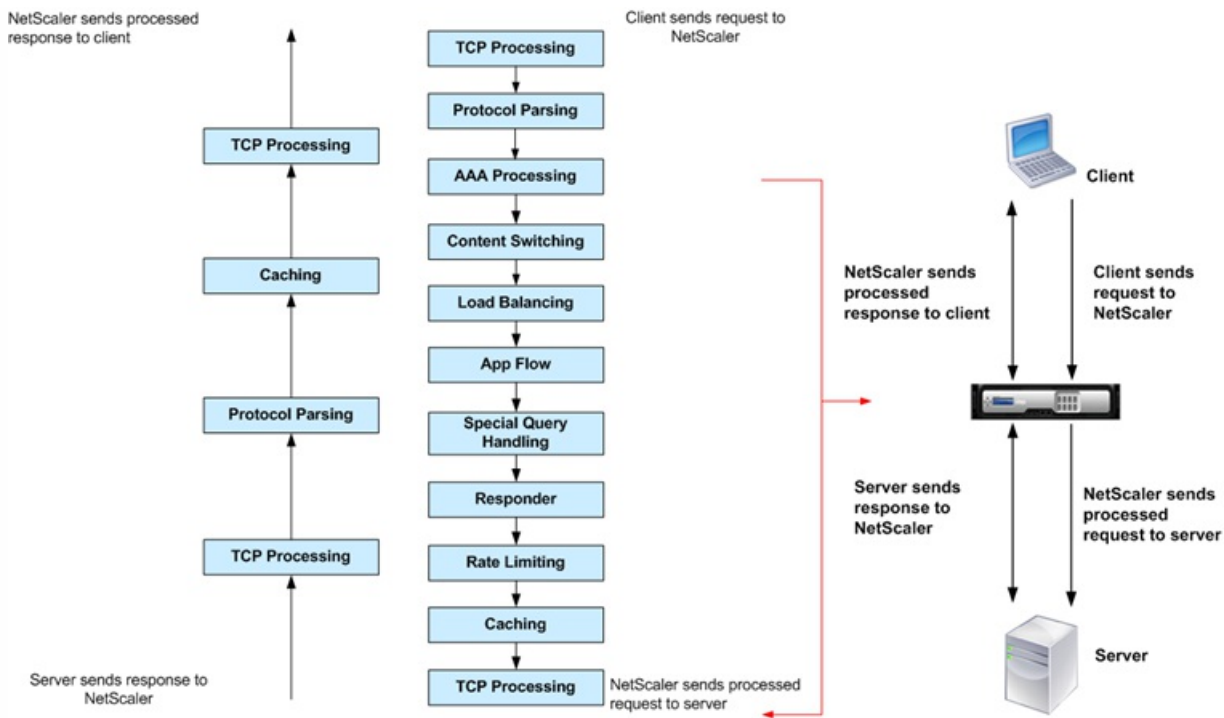 NetScaler sends processed
response to client
TCP Processing
Caching
Protocol Parsing
TCP Processing
Server sends response to
NetScaler
Client sends request to
NetScaler
TCP Processing
Protocol Parsing
AAA Processing
Content Switching
Load Balancing
App Flow
Special Query
Handling
Responder
Rate Limiting
Caching
TCP Processing
NetScaler sends processed
request to server
Client
NetScaler sends
processed
response to client
Client sends
request to
NetScaler
Server sends
response to
NetScaler
NetScaler sends
processed
request to server
Server